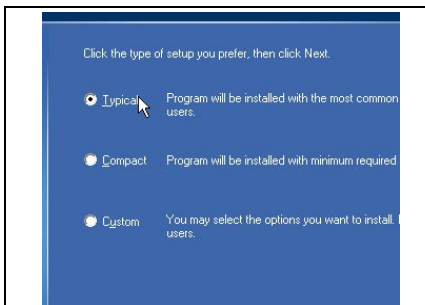 Click the type of setup you prefer, then click Next.
Typical
Program will be installed with the most common
users.
Compact
Program will be installed with minimum required
Custom
You may select the options you want to install.
users.